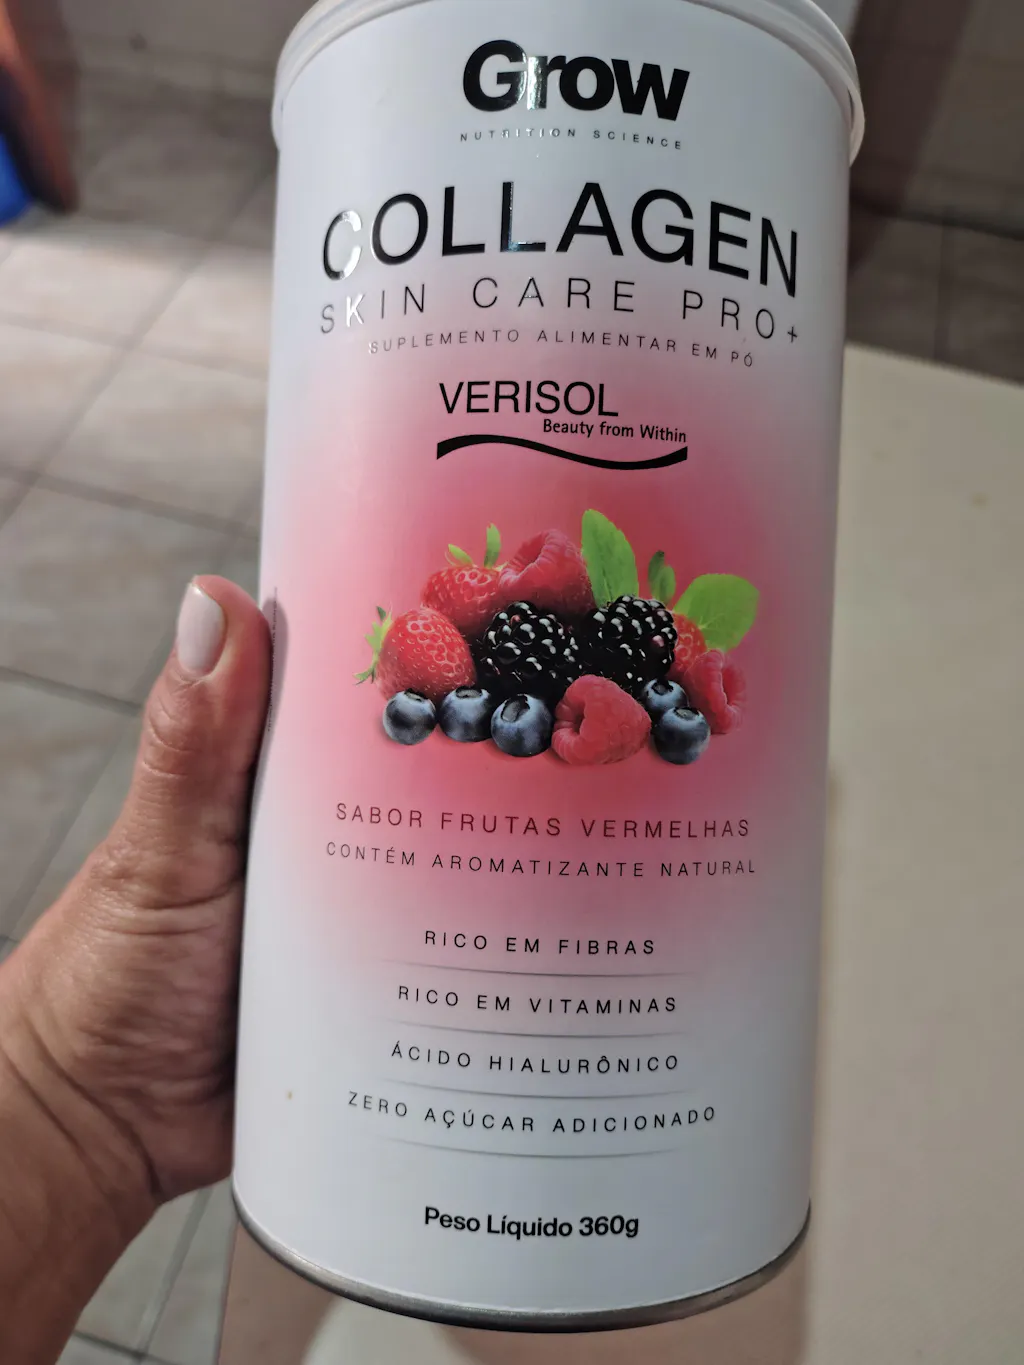 Grow
NUTRITION SCIENCE
COLLAGEN
SKIN CARE PRO+
SUPLEMENTO ALIMENTAR EM PÓ
VERISOL
Beauty from Within
SABOR FRUTAS VERMELHAS
CONTÉM AROMATIZANTE NATURAL
RICO EM FIBRAS
RICO EM VITAMINAS
ÁCIDO HIALURÔNICO
ZERO AÇÚCAR ADICIONADO
Peso Líquido 360g